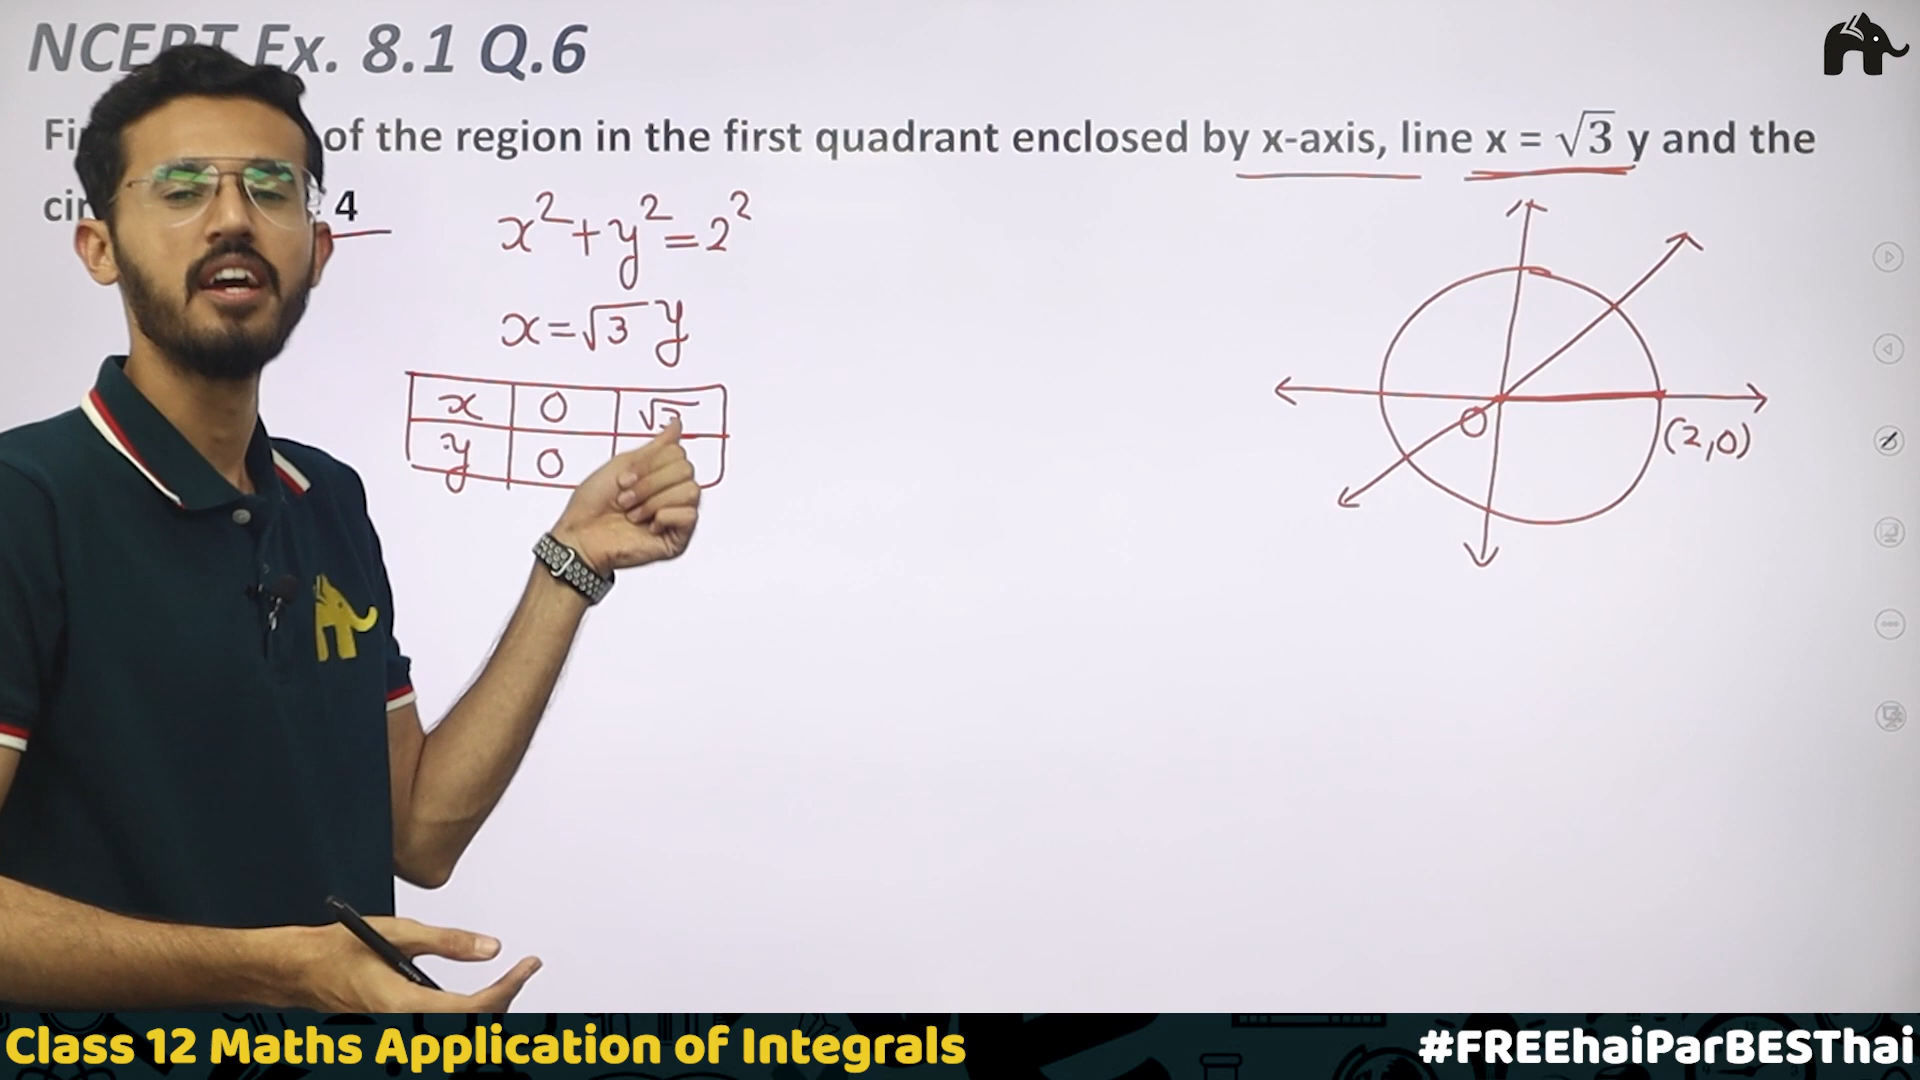 NCERT Ex. 8.1 Q.6
of the region in the first quadrant enclosed by x-axis, line x = √3 y and the
4
x²+y²=2²
x=√3 y
x 0 √3
y 0
O
(2,0)
Class 12 Maths Application of Integrals
#FREEhaiParBESThai